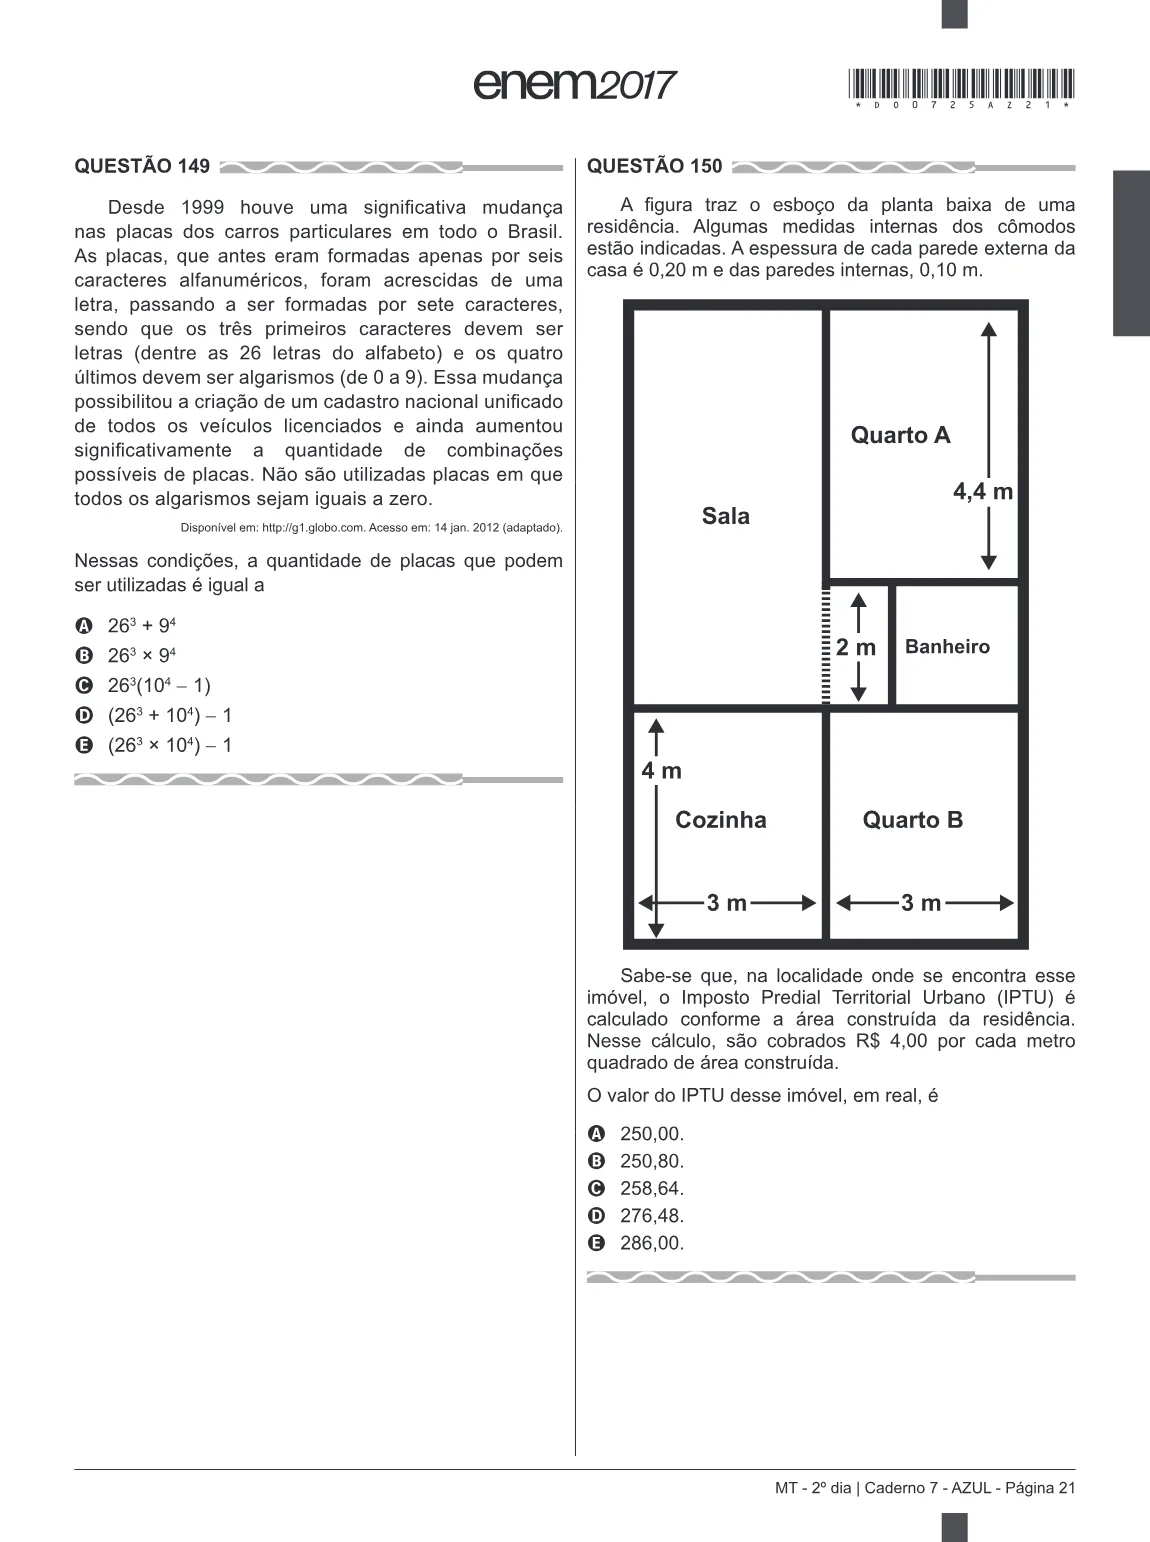 enem2017
*D00725AZ21*
QUESTÃO 149
Desde 1999 houve uma significativa mudança
nas placas dos carros particulares em todo o Brasil.
As placas, que antes eram formadas apenas por seis
caracteres alfanuméricos, foram acrescidas de uma
letra, passando a ser formadas por sete caracteres,
sendo que os três primeiros caracteres devem ser
letras (dentre as 26 letras do alfabeto) e os quatro
últimos devem ser algarismos (de 0 a 9). Essa mudança
possibilitou a criação de um cadastro nacional unificado
de todos os veículos licenciados e ainda aumentou
significativamente a quantidade de combinações
possíveis de placas. Não são utilizadas placas em que
todos os algarismos sejam iguais a zero.
Disponível em: http://g1.globo.com. Acesso em: 14 jan. 2012 (adaptado).
Nessas condições, a quantidade de placas que podem
ser utilizadas é igual a
A 26³ + 9⁴
B 26³ × 9⁴
C 26³(10⁴ – 1)
D (26³ + 10⁴) – 1
E (26³ × 10⁴) – 1
QUESTÃO 150
A figura traz o esboço da planta baixa de uma
residência. Algumas medidas internas dos cômodos
estão indicadas. A espessura de cada parede externa da
casa é 0,20 m e das paredes internas, 0,10 m.
Quarto A
4,4 m
Sala
2 m
Banheiro
4 m
Cozinha
Quarto B
3 m
3 m
Sabe-se que, na localidade onde se encontra esse
imóvel, o Imposto Predial Territorial Urbano (IPTU) é
calculado conforme a área construída da residência.
Nesse cálculo, são cobrados R$ 4,00 por cada metro
quadrado de área construída.
O valor do IPTU desse imóvel, em real, é
A 250,00.
B 250,80.
C 258,64.
D 276,48.
E 286,00.
MT - 2º dia | Caderno 7 - AZUL - Página 21